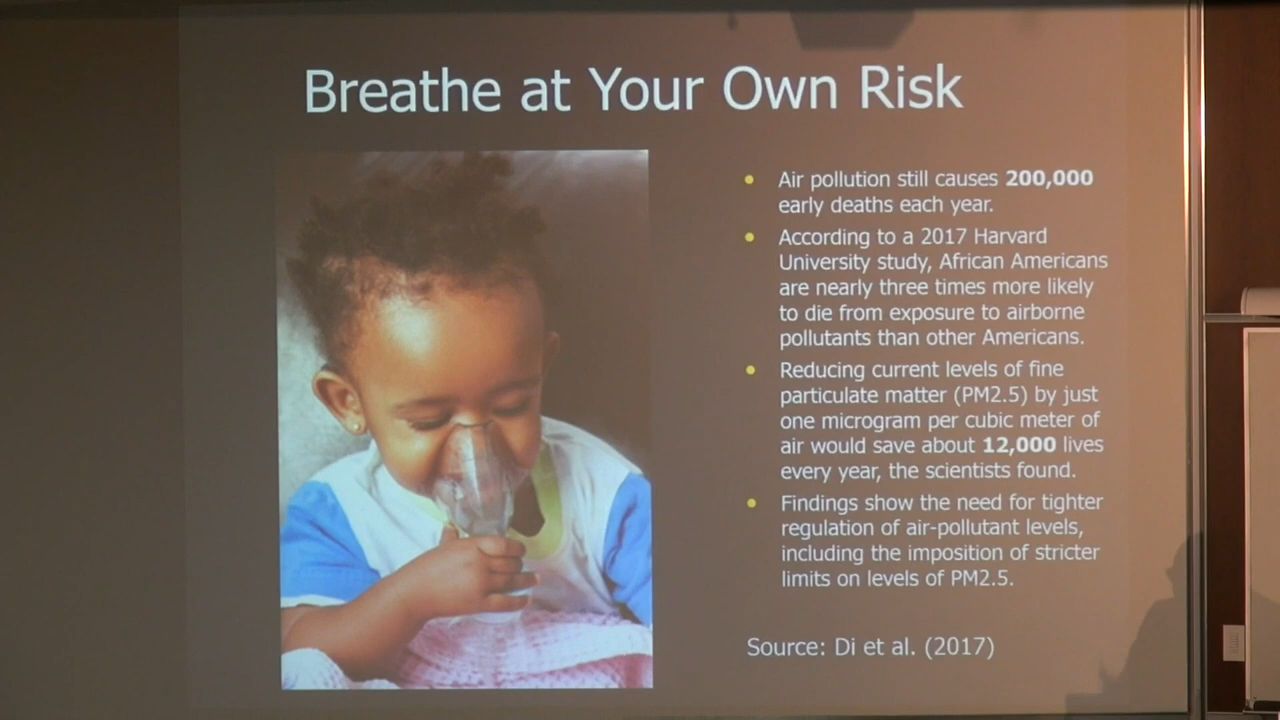 Breathe at Your Own Risk
Air pollution still causes 200,000
early deaths each year.
According to a 2017 Harvard
University study, African Americans
are nearly three times more likely
to die from exposure to airborne
pollutants than other Americans.
Reducing current levels of fine
particulate matter (PM2.5) by just
one microgram per cubic meter of
air would save about 12,000 lives
every year, the scientists found.
Findings show the need for tighter
regulation of air-pollutant levels,
including the imposition of stricter
limits on levels of PM2.5.
Source: Di et al. (2017)